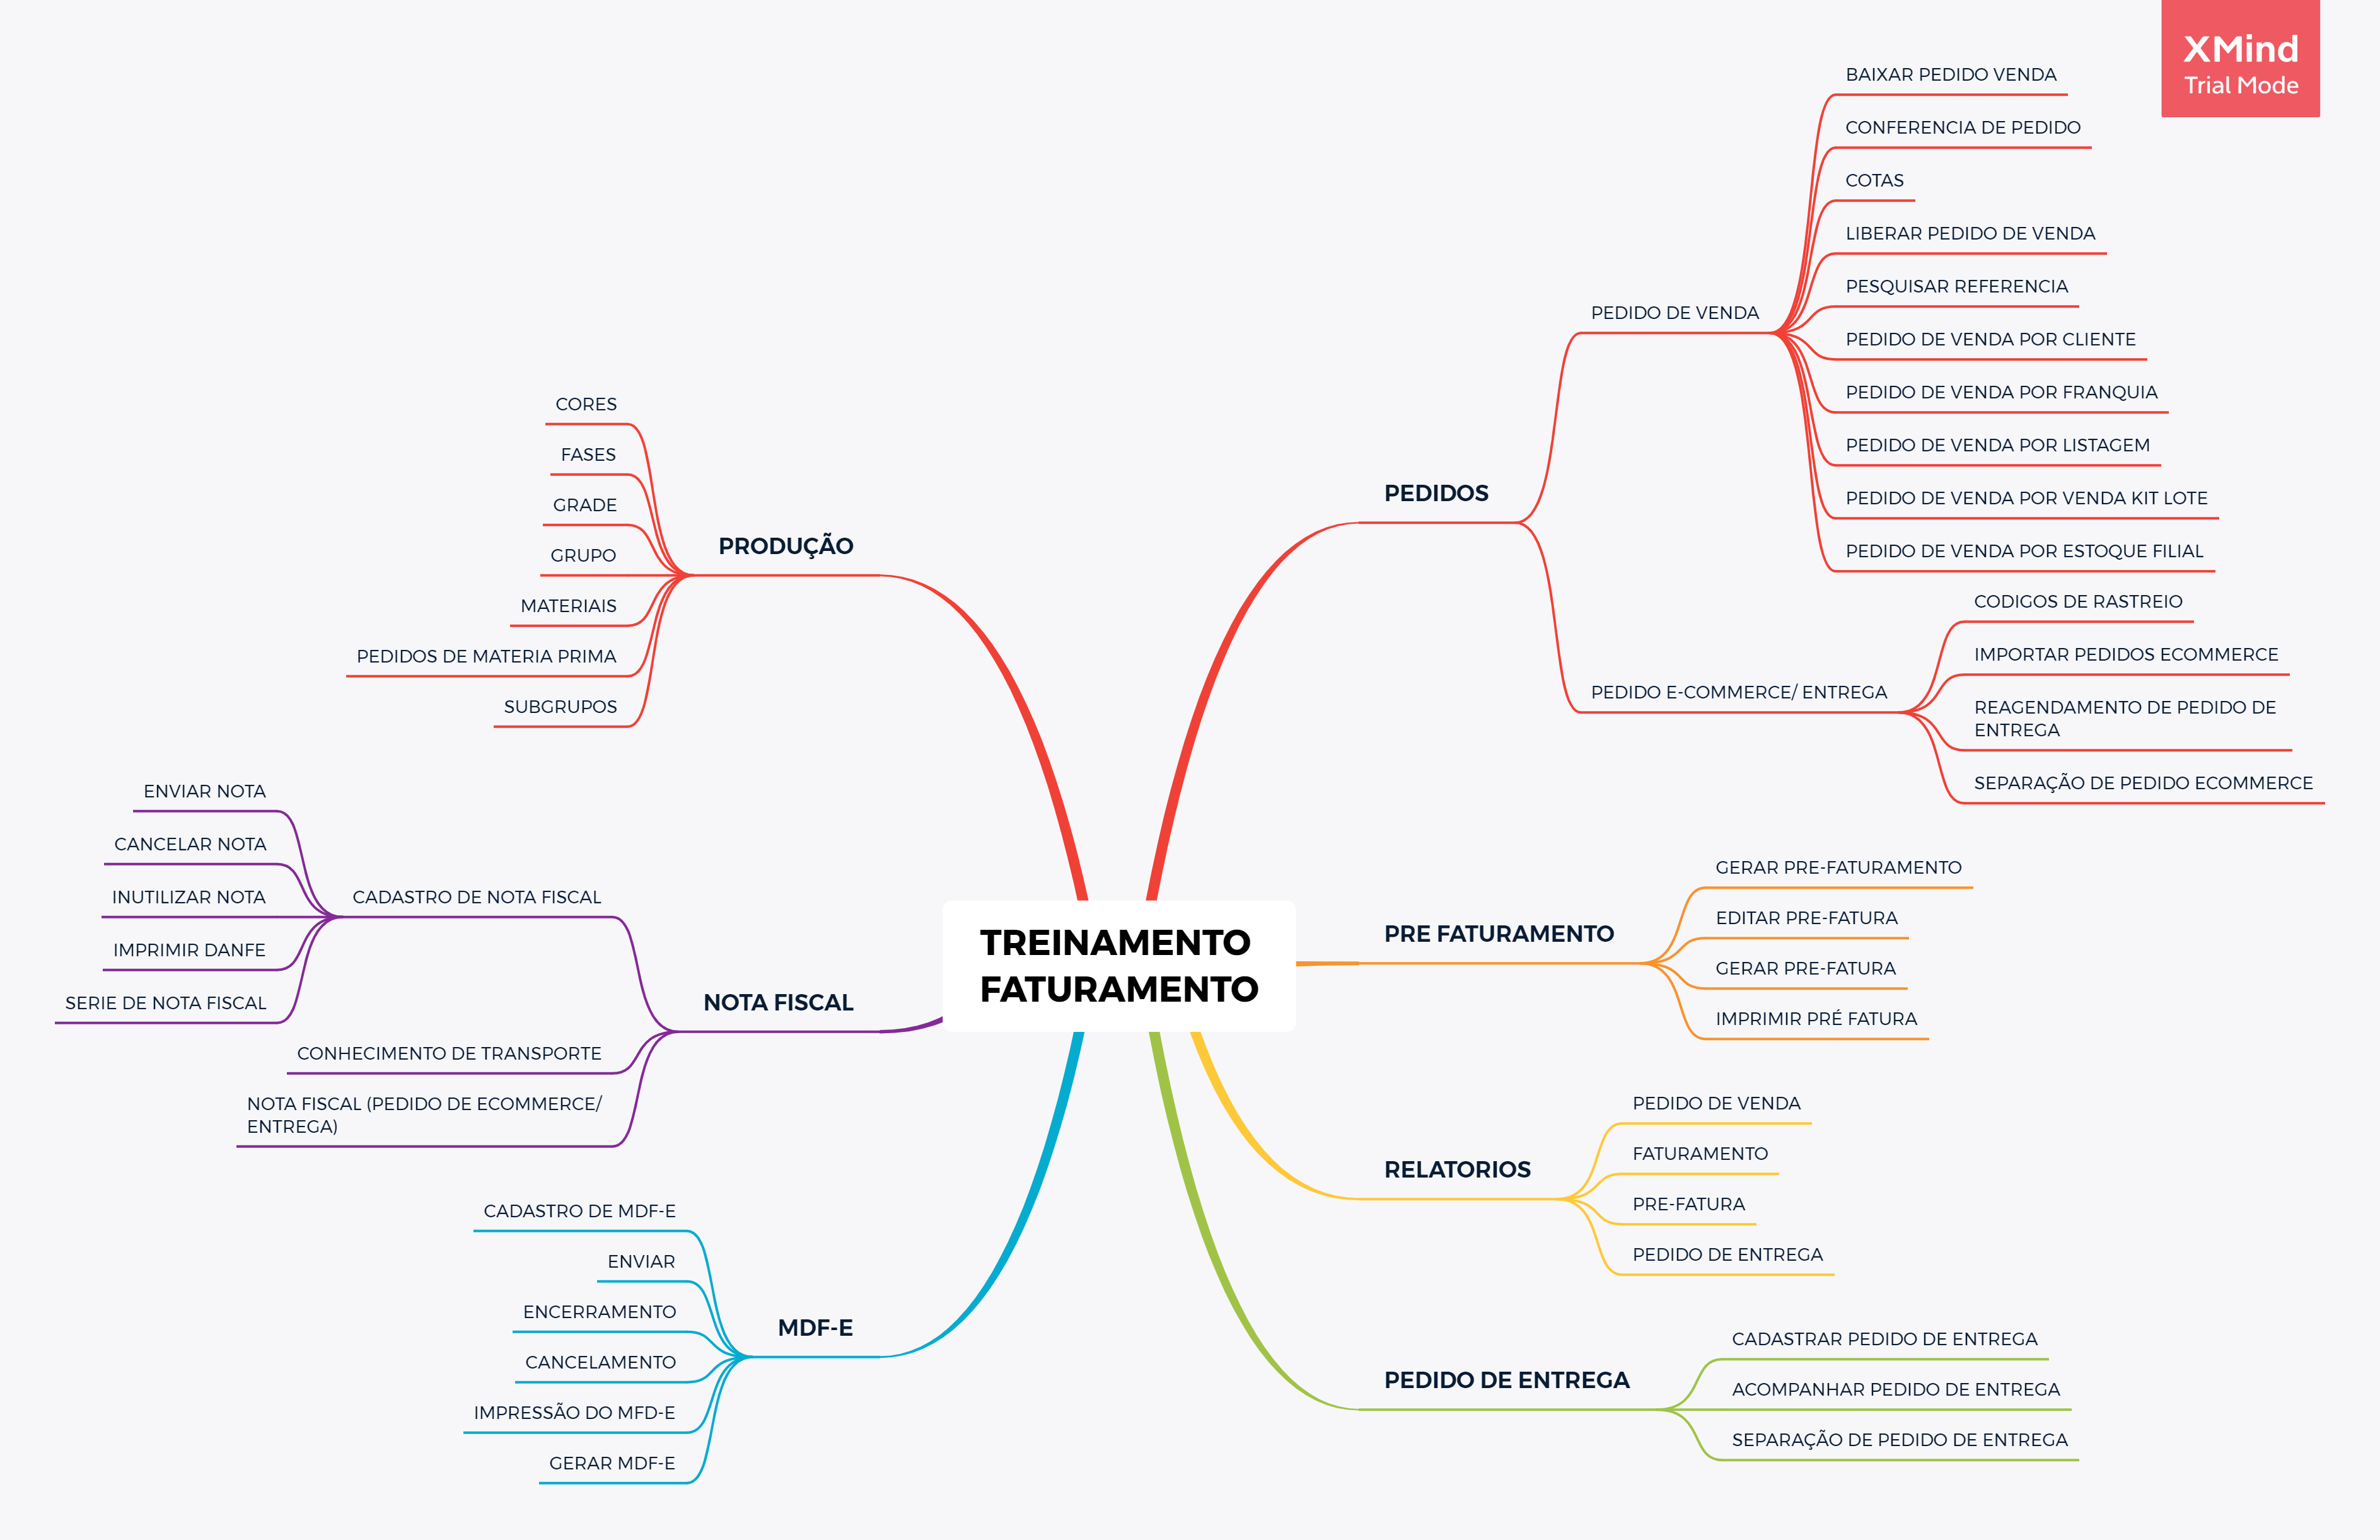 XMind
Trial Mode
TREINAMENTO
FATURAMENTO
PEDIDOS
PEDIDO DE VENDA
BAIXAR PEDIDO VENDA
CONFERENCIA DE PEDIDO
COTAS
LIBERAR PEDIDO DE VENDA
PESQUISAR REFERENCIA
PEDIDO DE VENDA POR CLIENTE
PEDIDO DE VENDA POR FRANQUIA
PEDIDO DE VENDA POR LISTAGEM
PEDIDO DE VENDA POR VENDA KIT LOTE
PEDIDO DE VENDA POR ESTOQUE FILIAL
PEDIDO E-COMMERCE/ ENTREGA
CODIGOS DE RASTREIO
IMPORTAR PEDIDOS ECOMMERCE
REAGENDAMENTO DE PEDIDO DE
ENTREGA
SEPARAÇÃO DE PEDIDO ECOMMERCE
PRE FATURAMENTO
GERAR PRE-FATURAMENTO
EDITAR PRE-FATURA
GERAR PRE-FATURA
IMPRIMIR PRÉ FATURA
RELATORIOS
PEDIDO DE VENDA
FATURAMENTO
PRE-FATURA
PEDIDO DE ENTREGA
PEDIDO DE ENTREGA
CADASTRAR PEDIDO DE ENTREGA
ACOMPANHAR PEDIDO DE ENTREGA
SEPARAÇÃO DE PEDIDO DE ENTREGA
PRODUÇÃO
CORES
FASES
GRADE
GRUPO
MATERIAIS
PEDIDOS DE MATERIA PRIMA
SUBGRUPOS
NOTA FISCAL
CADASTRO DE NOTA FISCAL
ENVIAR NOTA
CANCELAR NOTA
INUTILIZAR NOTA
IMPRIMIR DANFE
SERIE DE NOTA FISCAL
CONHECIMENTO DE TRANSPORTE
NOTA FISCAL (PEDIDO DE ECOMMERCE/
ENTREGA)
MDF-E
CADASTRO DE MDF-E
ENVIAR
ENCERRAMENTO
CANCELAMENTO
IMPRESSÃO DO MFD-E
GERAR MDF-E